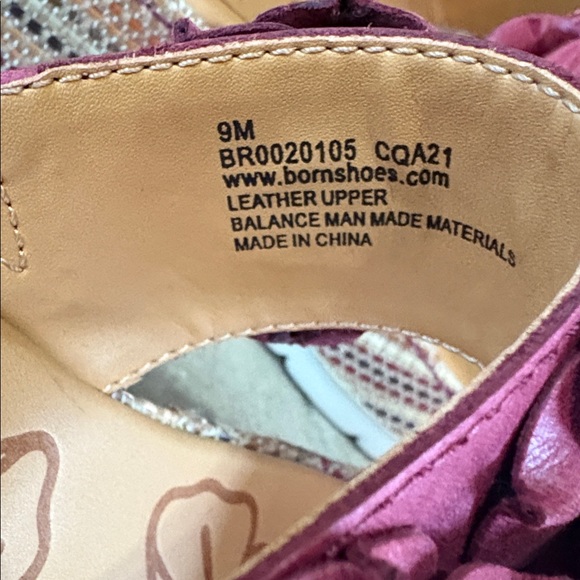 9M
BR0020105 CQA21
www.bornshoes.com
LEATHER UPPER
BALANCE MAN MADE MATERIALS
MADE IN CHINA